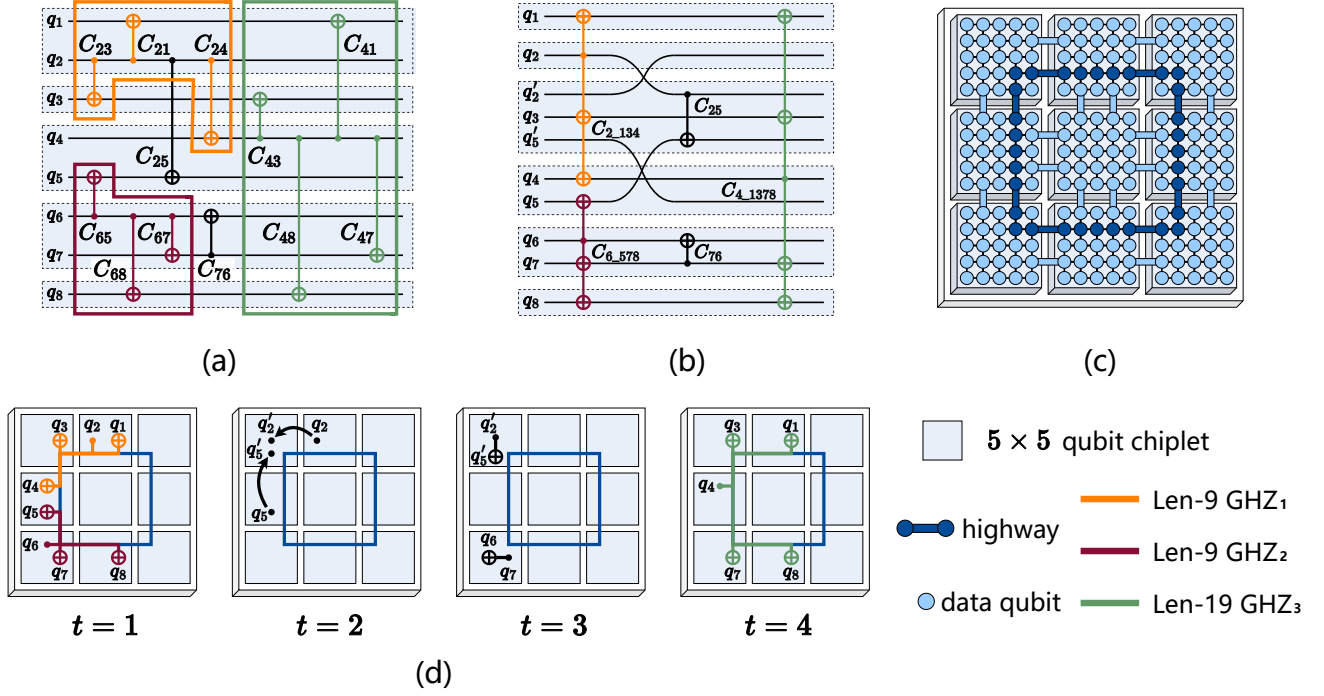 q₁
C₂₃ C₂₁ C₂₄ C₄₁
q₂
q₃
q₄
C₂₅ C₄₃
q₅
q₆
C₆₅ C₆₇ C₄₈ C₄₇
q₇
C₆₈ C₇₆
q₈
(a)
q₁
q₂
q₂′
C₂₅
q₃
C₂_₁₃₄
q₅′
q₄
C₄_₁₃₇₈
q₅
q₆
C₆_₅₇₈ C₇₆
q₇
q₈
(b)
(c)
q₃ q₂ q₁
q₄
q₅
q₆
q₇ q₈
t = 1
q₂′ q₂
q₅′
q₅
t = 2
q₂′
q₅′
q₆
q₇
t = 3
q₃ q₁
q₄
q₇ q₈
t = 4
(d)
5 × 5 qubit chiplet
highway
data qubit
Len-9 GHZ₁
Len-9 GHZ₂
Len-19 GHZ₃